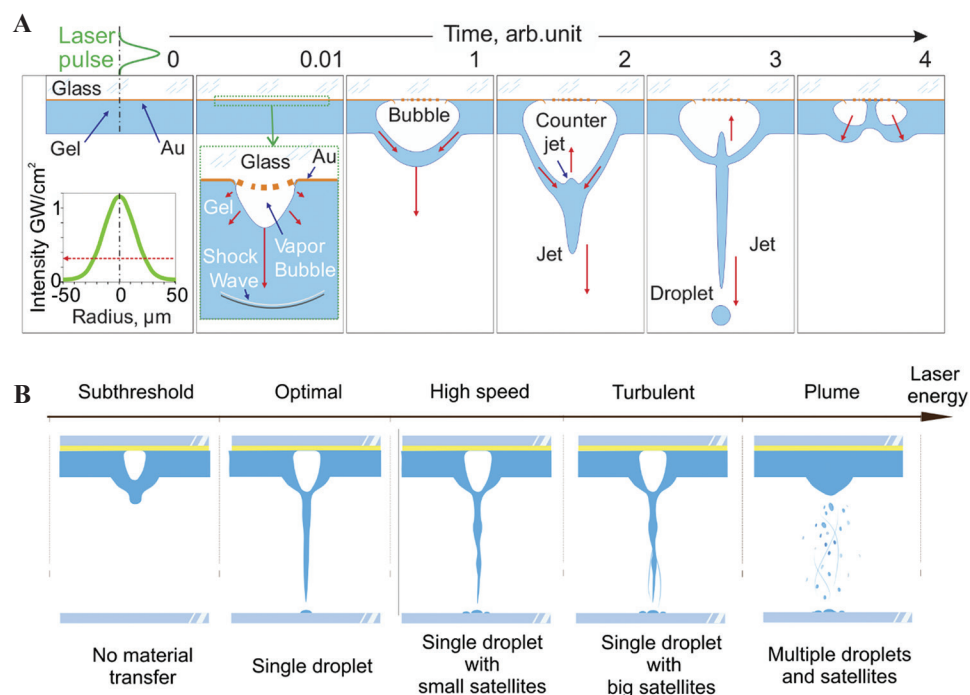 A
Laser
pulse
Time, arb.unit
0
0.01
1
2
3
4
Glass
Gel
Au
Intensity GW/cm²
1
0
-50
0
50
Radius, µm
Glass
Au
Gel
Vapor
Bubble
Shock
Wave
Bubble
Counter
jet
Jet
Jet
Droplet
B
Subthreshold
Optimal
High speed
Turbulent
Plume
Laser
energy
No material
transfer
Single droplet
Single droplet
with
small satellites
Single droplet
with
big satellites
Multiple droplets
and satellites